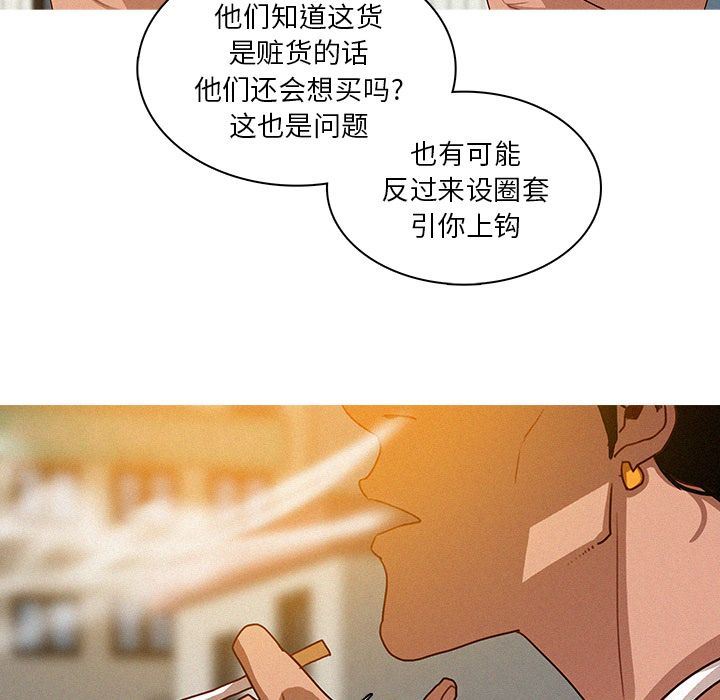 他们知道这货
是赃货的话
他们还会想买吗?
这也是问题
也有可能
反过来设圈套
引你上钩